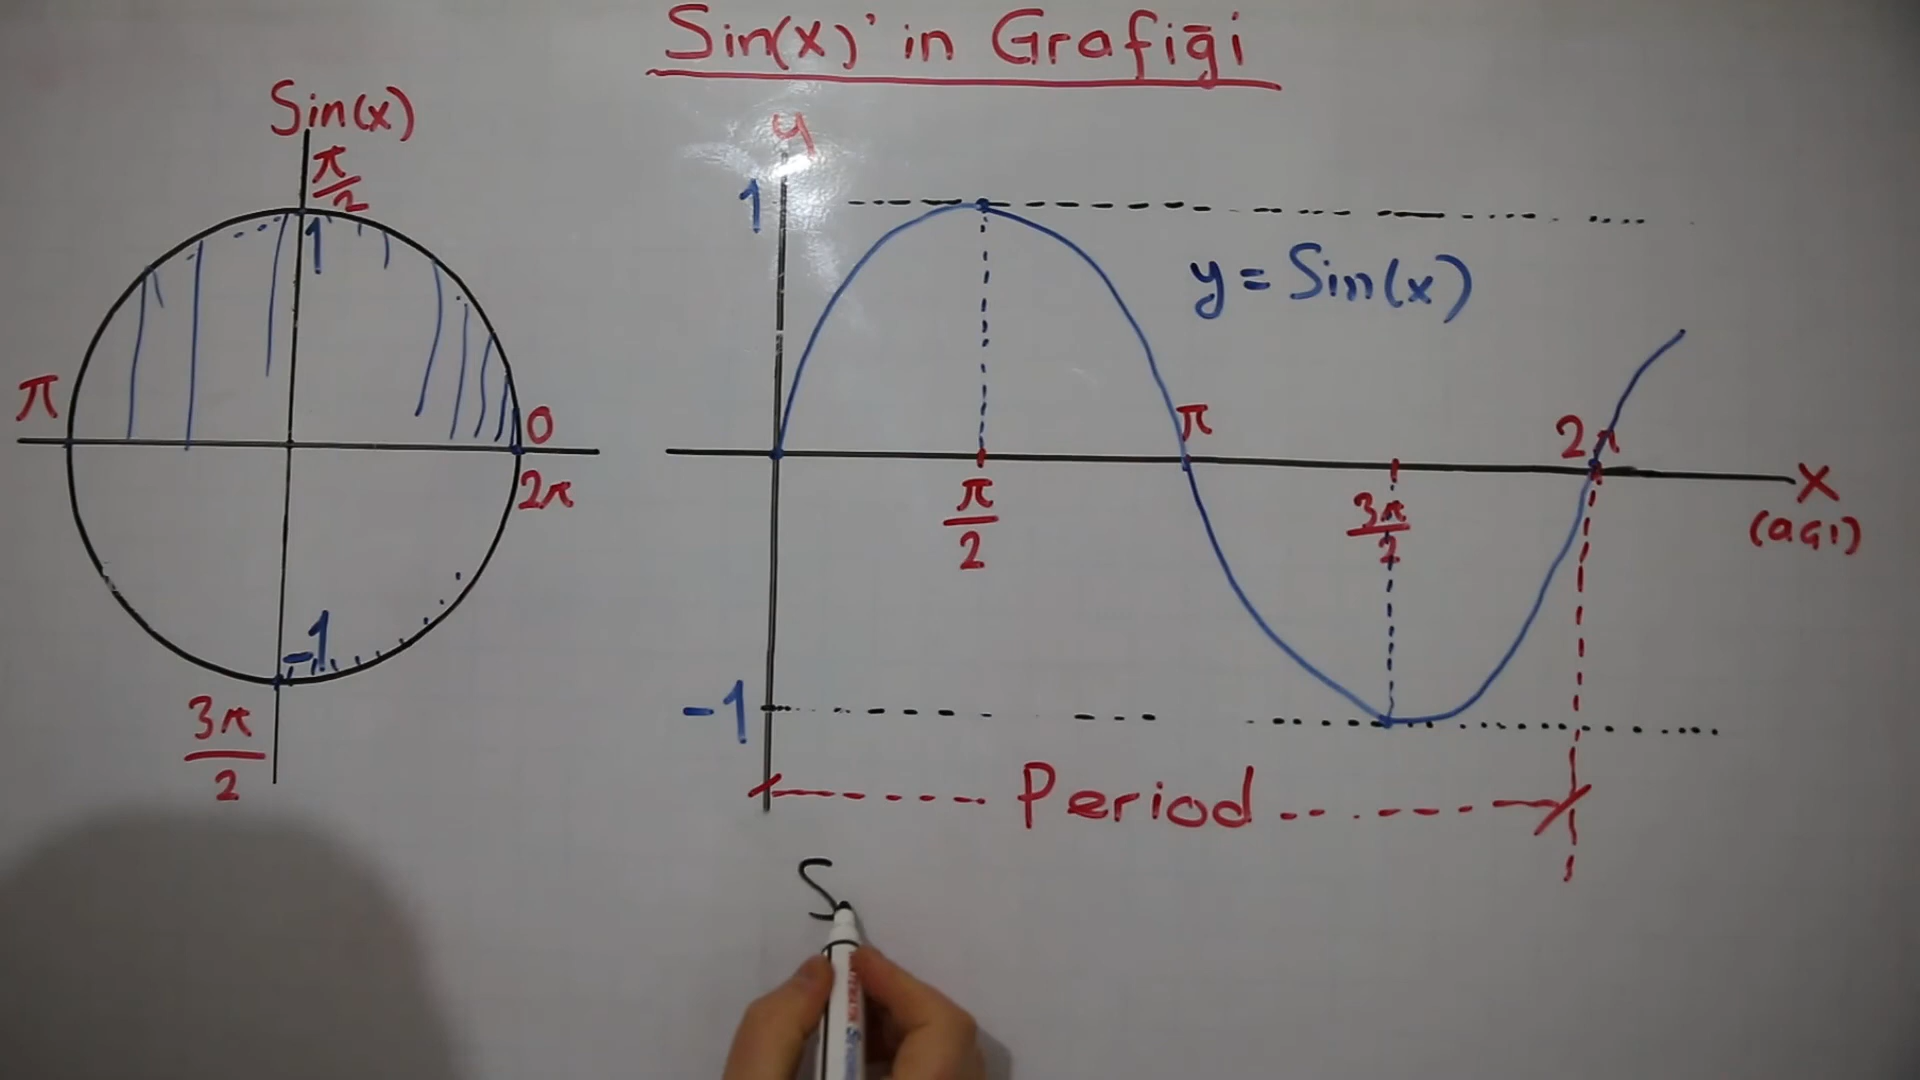 Sin(x)'in Grafiği
Sin(x)
π/2
1
π
0
2π
-1
3π/2
y
1
y = Sin(x)
π
2π
π/2
3π/2
x
(açı)
-1
Period
S